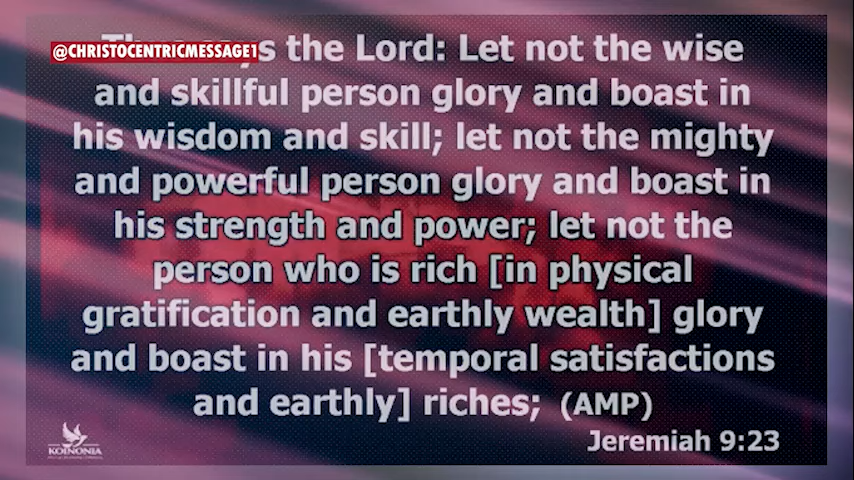 @CHRISTOCENTRICMESSAGE1
the Lord: Let not the wise
and skillful person glory and boast in
his wisdom and skill; let not the mighty
and powerful person glory and boast in
his strength and power; let not the
person who is rich [in physical
gratification and earthly wealth] glory
and boast in his [temporal satisfactions
and earthly] riches; (AMP)
Jeremiah 9:23
KOINONIA